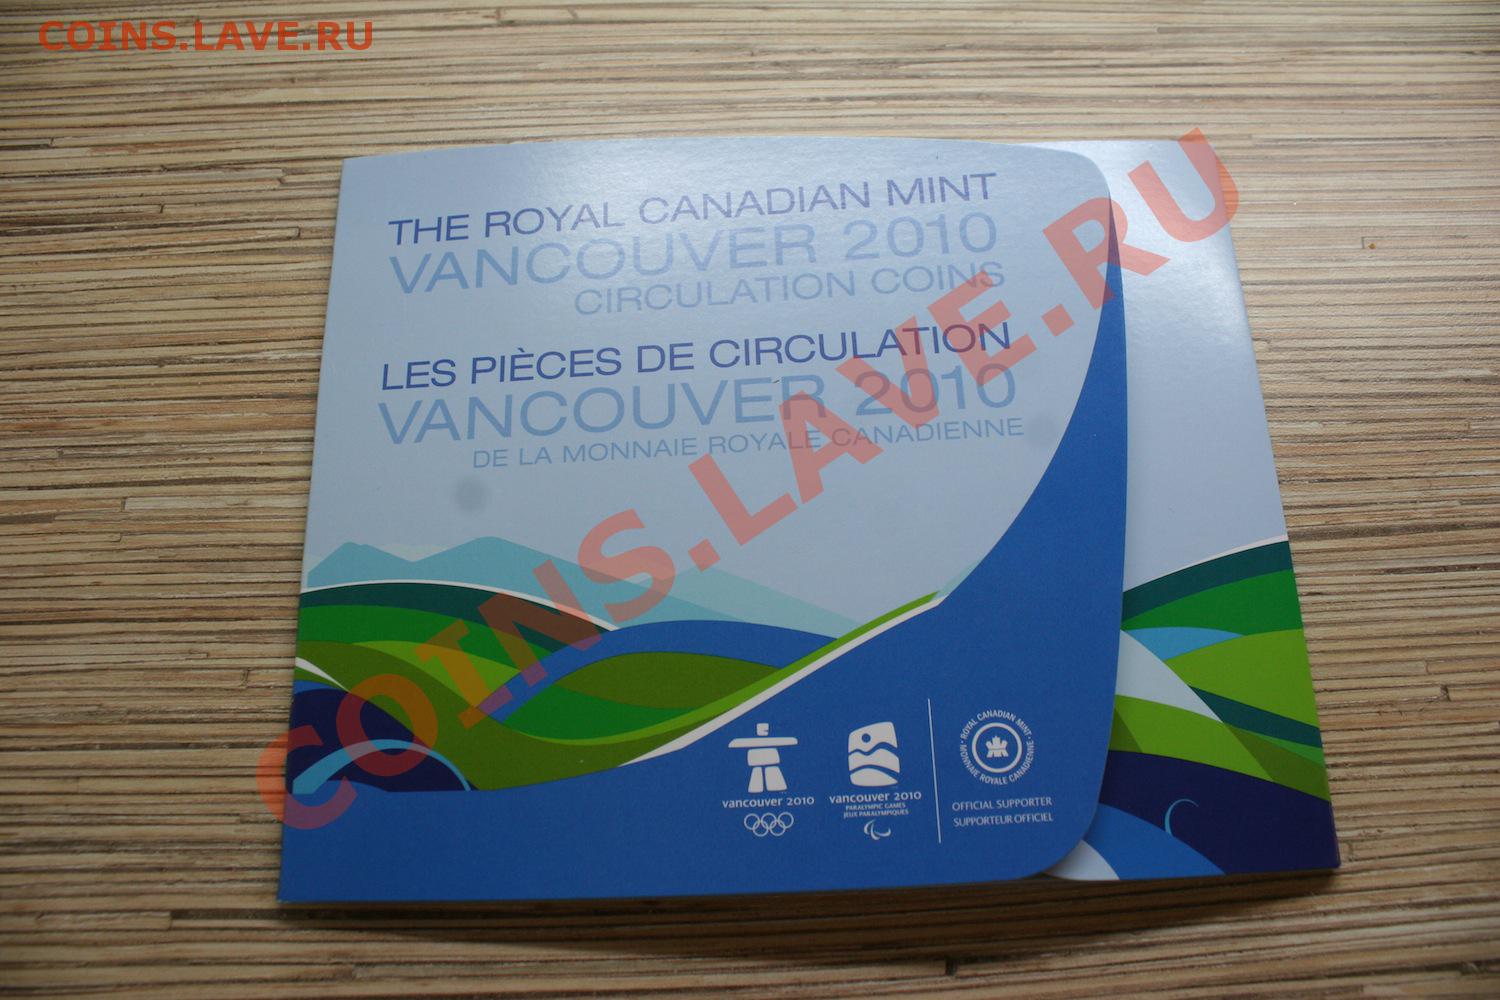 COINS.LAVE.RU
THE ROYAL CANADIAN MINT
VANCOUVER 2010
CIRCULATION COINS
LES PIÈCES DE CIRCULATION
VANCOUVER 2010
DE LA MONNAIE ROYALE CANADIENNE
COINS.LAVE.RU
vancouver 2010
vancouver 2010
PARALYMPIC GAMES
JEUX PARALYMPIQUES
ROYAL CANADIAN MINT
MONNAIE ROYALE CANADIENNE
OFFICIAL SUPPORTER
SUPPORTEUR OFFICIEL